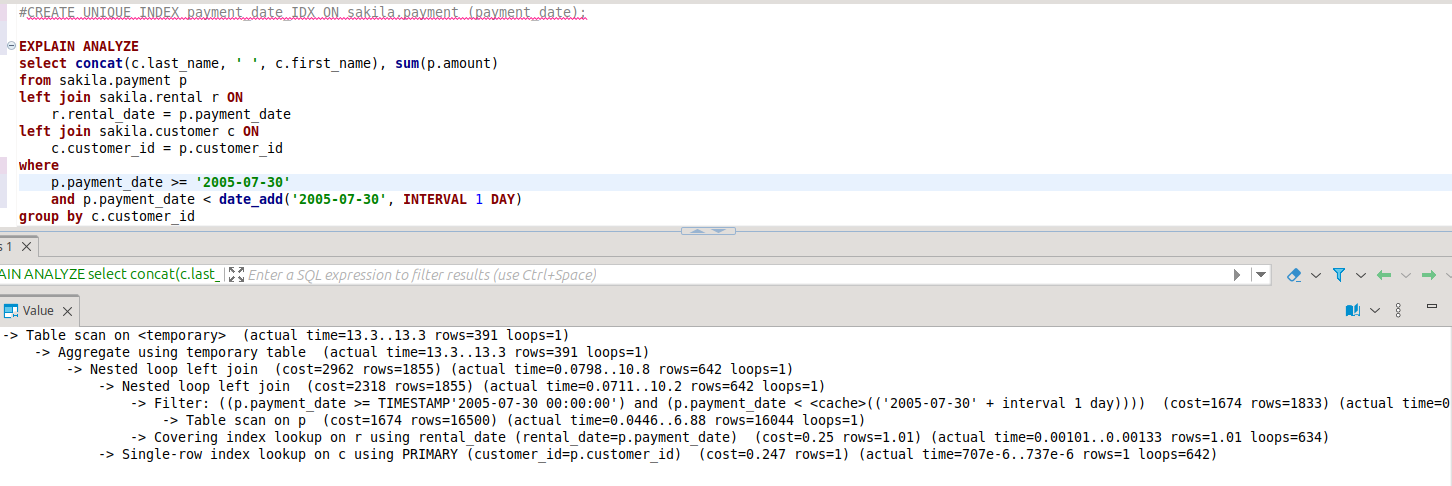 #CREATE UNIQUE INDEX payment_date_IDX ON sakila.payment (payment_date);
EXPLAIN ANALYZE
select concat(c.last_name, ' ', c.first_name), sum(p.amount)
from sakila.payment p
left join sakila.rental r ON
    r.rental_date = p.payment_date
left join sakila.customer c ON
    c.customer_id = p.customer_id
where
    p.payment_date >= '2005-07-30'
    and p.payment_date < date_add('2005-07-30', INTERVAL 1 DAY)
group by c.customer_id
s 1
AIN ANALYZE select concat(c.last_ Enter a SQL expression to filter results (use Ctrl+Space)
Value
-> Table scan on <temporary>  (actual time=13.3..13.3 rows=391 loops=1)
    -> Aggregate using temporary table  (actual time=13.3..13.3 rows=391 loops=1)
        -> Nested loop left join  (cost=2962 rows=1855) (actual time=0.0798..10.8 rows=642 loops=1)
            -> Nested loop left join  (cost=2318 rows=1855) (actual time=0.0711..10.2 rows=642 loops=1)
                -> Filter: ((p.payment_date >= TIMESTAMP'2005-07-30 00:00:00') and (p.payment_date < <cache>(('2005-07-30' + interval 1 day))))  (cost=1674 rows=1833) (actual time=0
                    -> Table scan on p  (cost=1674 rows=16500) (actual time=0.0446..6.88 rows=16044 loops=1)
                -> Covering index lookup on r using rental_date (rental_date=p.payment_date)  (cost=0.25 rows=1.01) (actual time=0.00101..0.00133 rows=1.01 loops=634)
            -> Single-row index lookup on c using PRIMARY (customer_id=p.customer_id)  (cost=0.247 rows=1) (actual time=707e-6..737e-6 rows=1 loops=642)